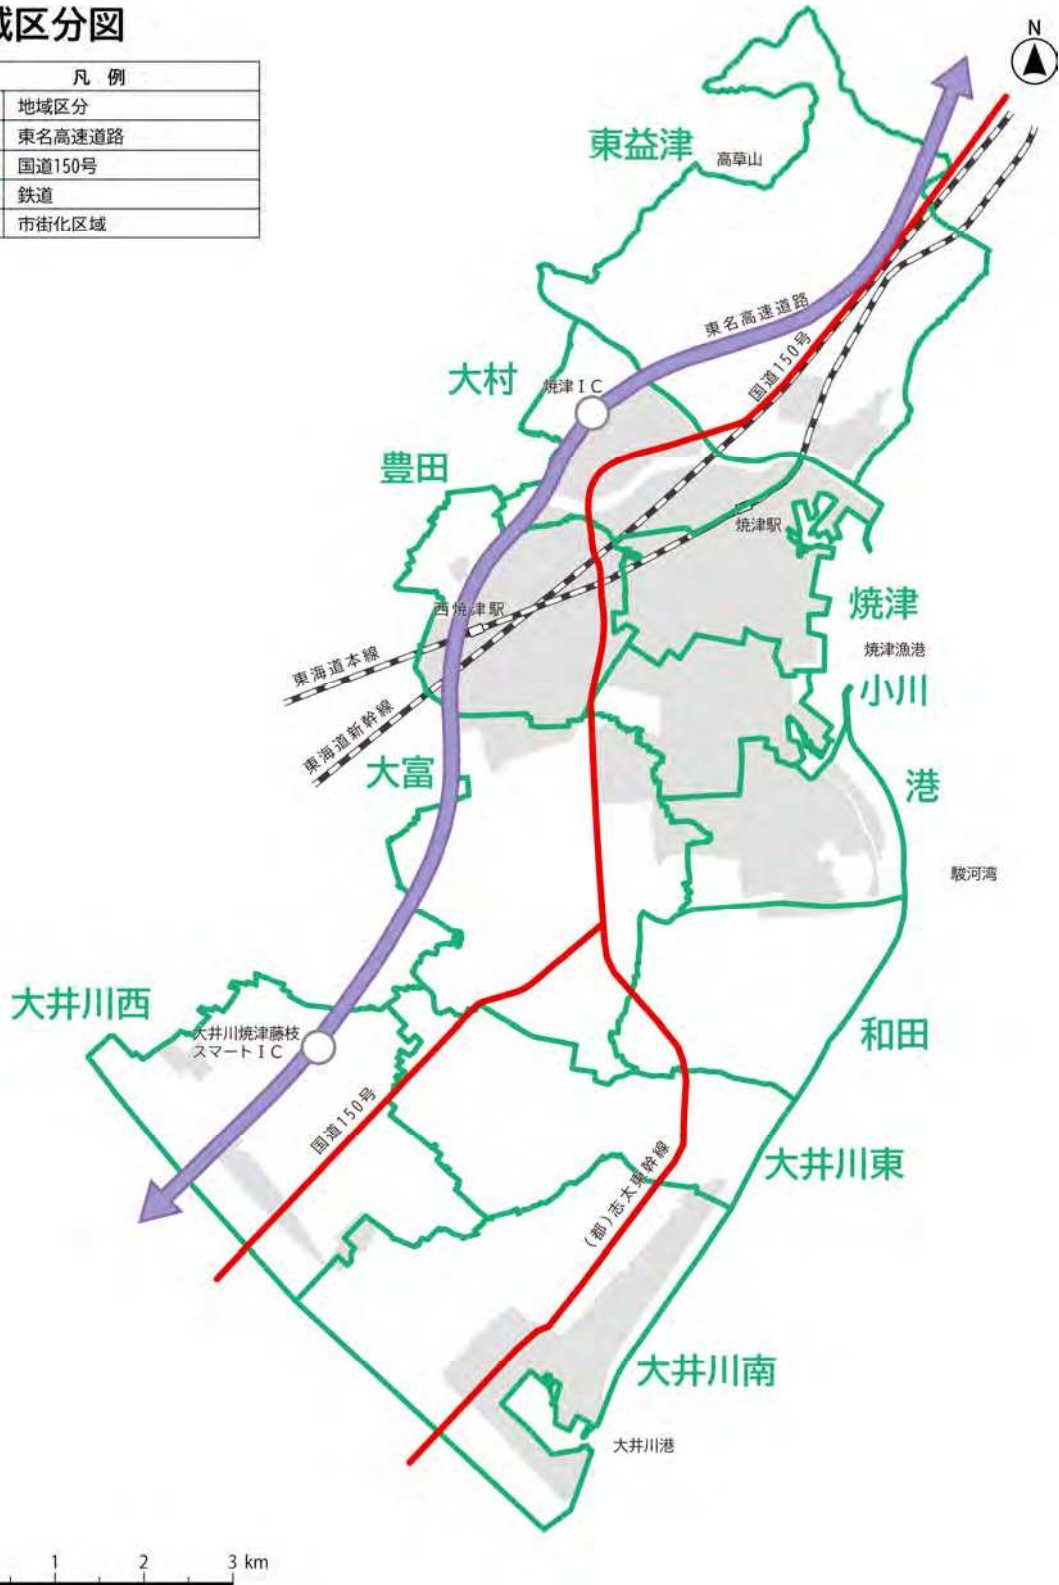 域区分図
凡 例
地域区分
東名高速道路
国道150号
鉄道
市街化区域
N
東益津
高草山
東名高速道路
国道150号
大村
焼津IC
豊田
焼津駅
西焼津駅
焼津
焼津漁港
東海道本線
小川
東海道新幹線
大富
港
駿河湾
大井川西
大井川焼津藤枝
スマートIC
和田
国道150号
(都)志太東幹線
大井川東
大井川南
大井川港
1 2 3 km